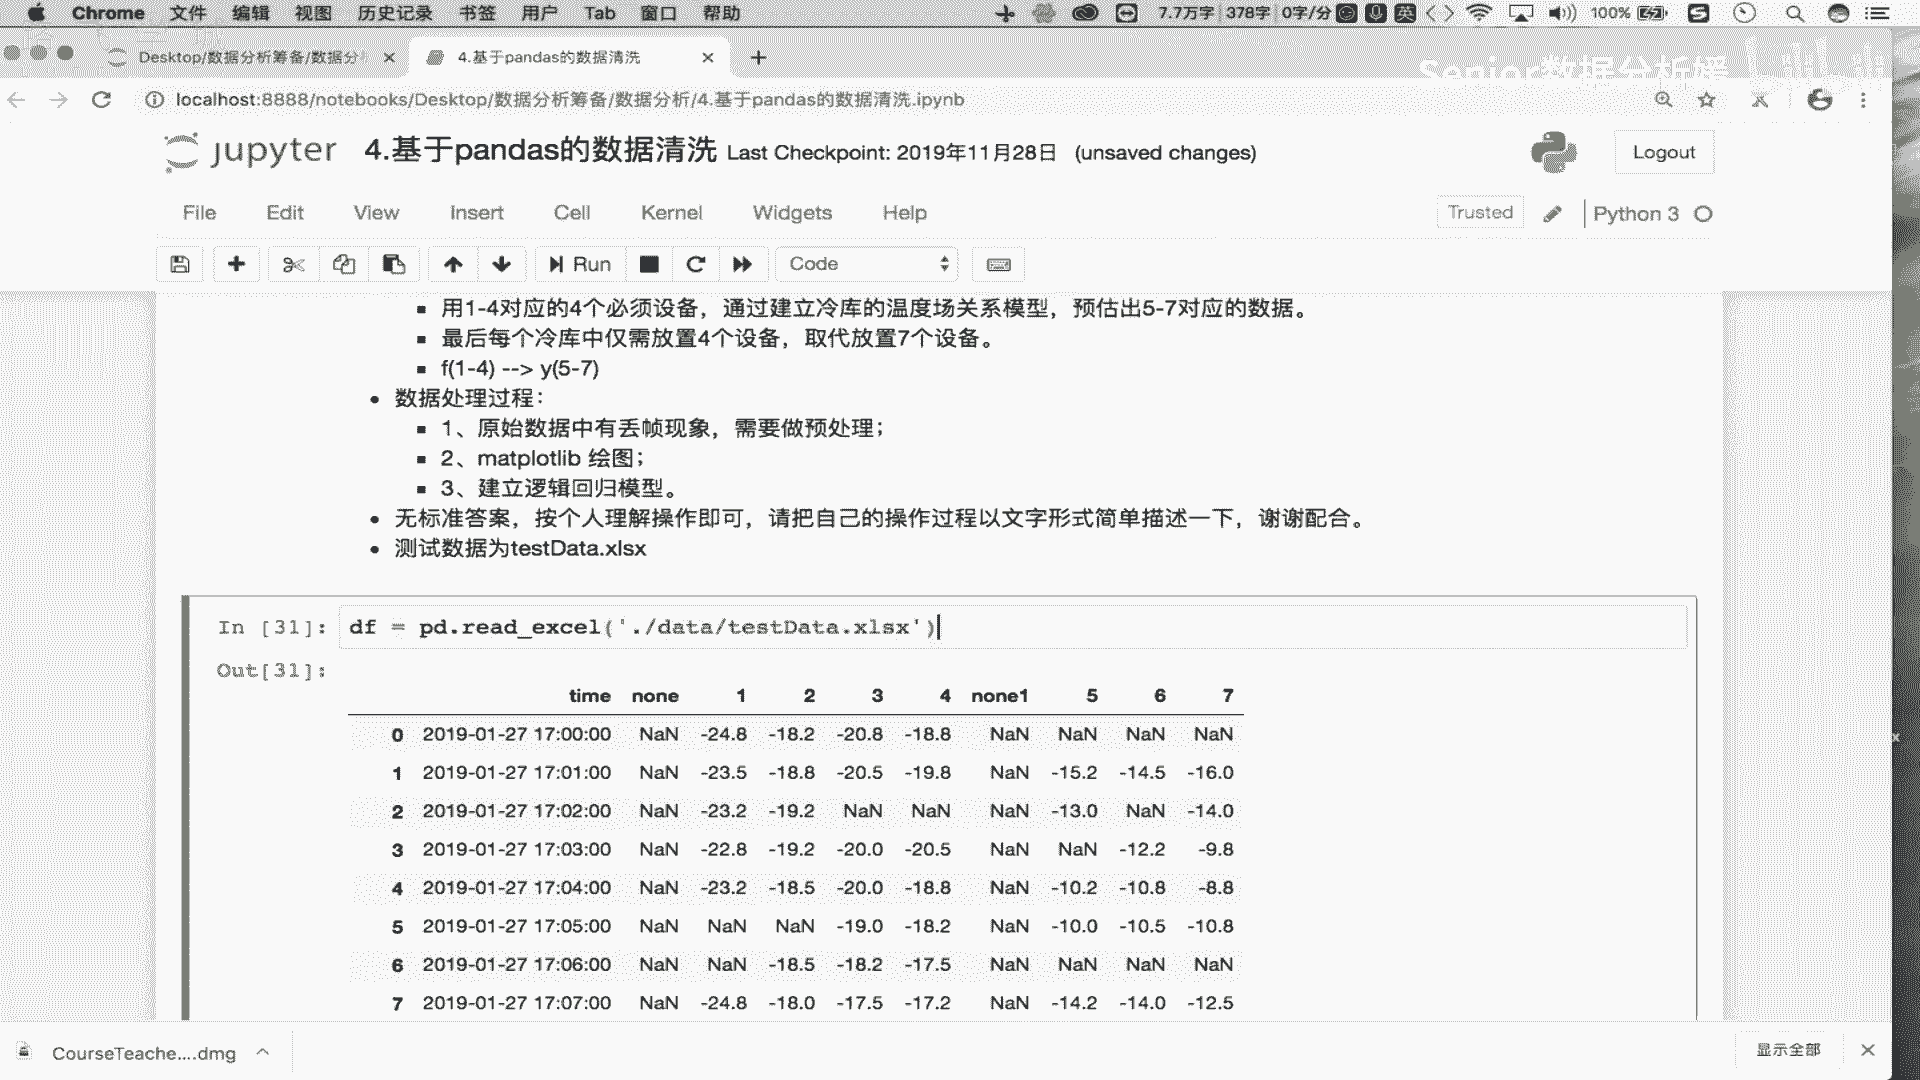 Chrome 文件 编辑 视图 历史记录 书签 用户 Tab 窗口 帮助 7.7万字 378字 0字/分 英 100%
Desktop/数据分析筹备/数据分 4.基于pandas的数据清洗
Senior数据分析媛 bilibili
localhost:8888/notebooks/Desktop/数据分析筹备/数据分析/4.基于pandas的数据清洗.ipynb
jupyter 4.基于pandas的数据清洗 Last Checkpoint: 2019年11月28日 (unsaved changes) Logout
File Edit View Insert Cell Kernel Widgets Help Trusted Python 3
Run Code
用1-4对应的4个必须设备，通过建立冷库的温度场关系模型，预估出5-7对应的数据。
最后每个冷库中仅需放置4个设备，取代放置7个设备。
f(1-4) --> y(5-7)
数据处理过程：
1、原始数据中有丢帧现象，需要做预处理；
2、matplotlib 绘图；
3、建立逻辑回归模型。
无标准答案，按个人理解操作即可，请把自己的操作过程以文字形式简单描述一下，谢谢配合。
测试数据为testData.xlsx
In [31]: df = pd.read_excel('./data/testData.xlsx')
Out[31]:
time none 1 2 3 4 none1 5 6 7
0 2019-01-27 17:00:00 NaN -24.8 -18.2 -20.8 -18.8 NaN NaN NaN NaN
1 2019-01-27 17:01:00 NaN -23.5 -18.8 -20.5 -19.8 NaN -15.2 -14.5 -16.0
2 2019-01-27 17:02:00 NaN -23.2 -19.2 NaN NaN NaN -13.0 NaN -14.0
3 2019-01-27 17:03:00 NaN -22.8 -19.2 -20.0 -20.5 NaN NaN -12.2 -9.8
4 2019-01-27 17:04:00 NaN -23.2 -18.5 -20.0 -18.8 NaN -10.2 -10.8 -8.8
5 2019-01-27 17:05:00 NaN NaN NaN -19.0 -18.2 NaN -10.0 -10.5 -10.8
6 2019-01-27 17:06:00 NaN NaN -18.5 -18.2 -17.5 NaN NaN NaN NaN
7 2019-01-27 17:07:00 NaN -24.8 -18.0 -17.5 -17.2 NaN -14.2 -14.0 -12.5
CourseTeache....dmg 显示全部